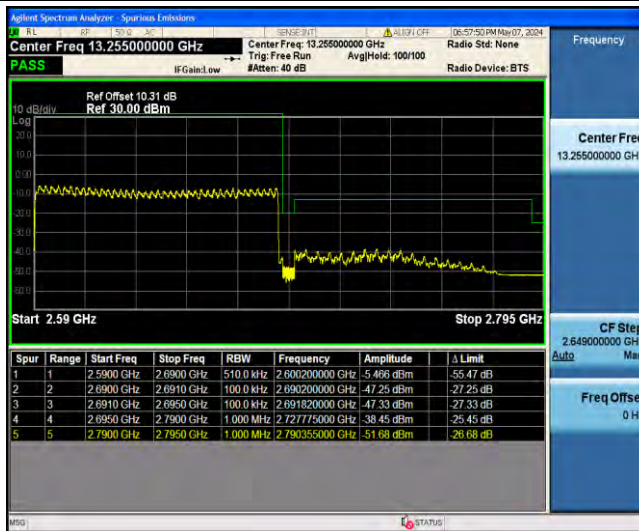 Agilent Spectrum Analyzer - Spurious Emissions
RL RF 50 Ω AC SENSE:INT ALIGN OFF 06:57:50 PM May 07, 2024
Center Freq 13.255000000 GHz Center Freq: 13.255000000 GHz Radio Std: None Frequency
Trig: Free Run Avg|Hold: 100/100
PASS IFGain:Low #Atten: 40 dB Radio Device: BTS
Ref Offset 10.31 dB
10 dB/div Ref 30.00 dBm
Log
20.0
10.0
0.00
-10.0
-20.0
-30.0
-40.0
-50.0
-60.0
Start 2.59 GHz Stop 2.795 GHz
Spur Range Start Freq Stop Freq RBW Frequency Amplitude Δ Limit
1 1 2.5900 GHz 2.6900 GHz 510.0 kHz 2.600200000 GHz -5.466 dBm -55.47 dB
2 2 2.6900 GHz 2.6910 GHz 100.0 kHz 2.690200000 GHz -47.25 dBm -27.25 dB
3 3 2.6910 GHz 2.6950 GHz 100.0 kHz 2.691820000 GHz -47.33 dBm -27.33 dB
4 4 2.6950 GHz 2.7900 GHz 1.000 MHz 2.727775000 GHz -38.45 dBm -25.45 dB
5 5 2.7900 GHz 2.7950 GHz 1.000 MHz 2.790355000 GHz -51.68 dBm -26.68 dB
Center Fre
13.255000000 GH
CF Step
2.649000000 GH
Auto Ma
Freq Offse
0 H
MSG STATUS